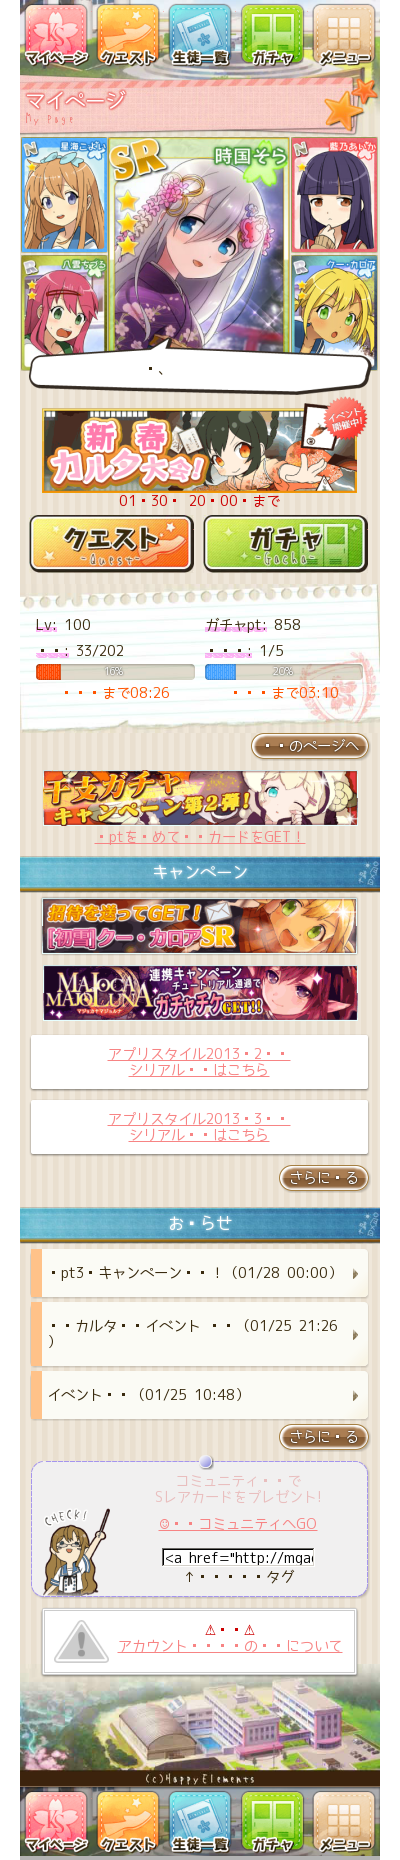 マイページ クエスト 生徒一覧 ガチャ メニュー
マイページ
My Page
N 星海こよい
SR 時国そら
N 藍乃あいか
R 八雲ちづる
R クー・カロア
・、
新春
カルタ大会!
イベント
開催中!
01・30・ 20・00・まで
クエスト
-Quest-
ガチャ
-Gacha-
Lv: 100 ガチャpt: 858
・・: 33/202 ・・・: 1/5
16% 20%
・・・まで08:26 ・・・まで03:10
・・のページへ
干支ガチャ
キャンペーン第2弾!
・ptを・めて・・カードをGET!
キャンペーン
招待を送ってGET!
[初雪]クー・カロアSR
MAJOCA
MAJOLUNA
マジョカマジョルナ
連携キャンペーン
チュートリアル通過で
ガチャチケGET!!
アプリスタイル2013・2・・
シリアル・・はこちら
アプリスタイル2013・3・・
シリアル・・はこちら
さらに・る
お・らせ
・pt3・キャンペーン・・！（01/28 00:00）
・・カルタ・・イベント ・・（01/25 21:26
）
イベント・・（01/25 10:48）
さらに・る
CHECK!
コミュニティ・・で
Sレアカードをプレゼント!
・・コミュニティへGO
<a href="http://mgag
↑・・・・・タグ
⚠・・⚠
アカウント・・・・の・・について
(c)HappyElements
マイページ クエスト 生徒一覧 ガチャ メニュー